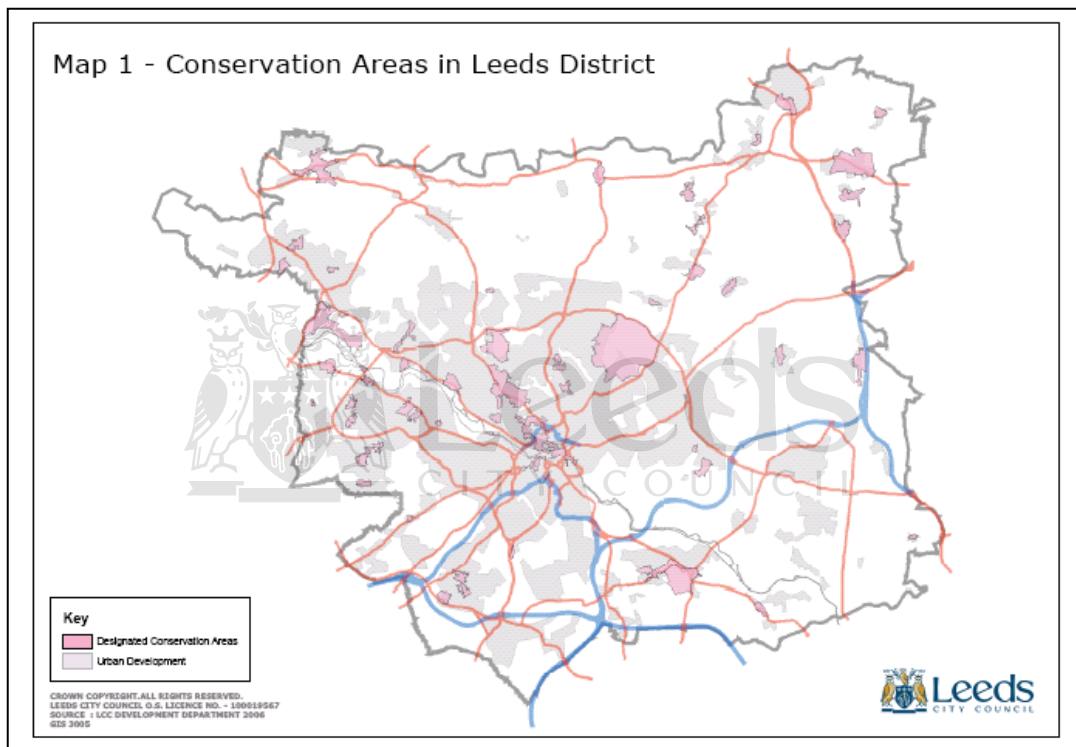 Map 1 - Conservation Areas in Leeds District
Leeds
CITY COUNCIL
Key
Designated Conservation Areas
Urban Development
CROWN COPYRIGHT.ALL RIGHTS RESERVED.
LEEDS CITY COUNCIL O.S. LICENCE NO. - 100019567
SOURCE : LCC DEVELOPMENT DEPARTMENT 2006
GIS 3005
Leeds
CITY COUNCIL